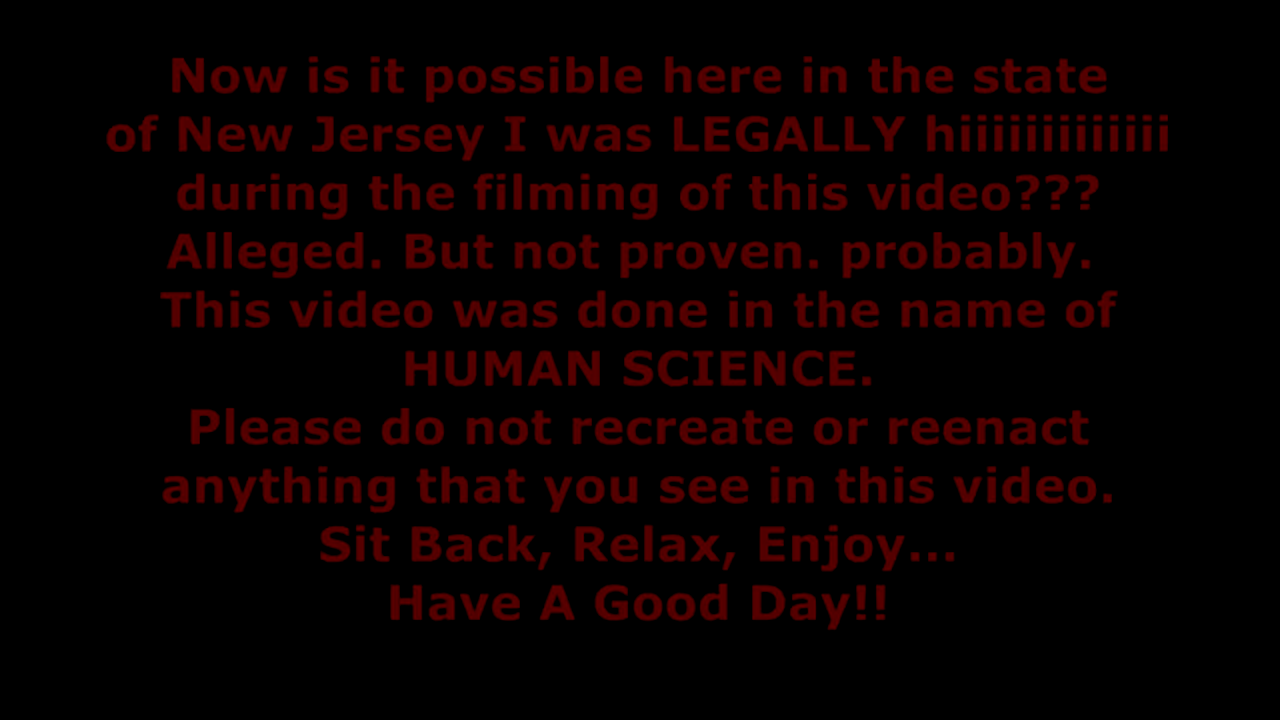 Now is it possible here in the state
of New Jersey I was LEGALLY hiiiiiiiiiiiii
during the filming of this video???
Alleged. But not proven. probably.
This video was done in the name of
HUMAN SCIENCE.
Please do not recreate or reenact
anything that you see in this video.
Sit Back, Relax, Enjoy...
Have A Good Day!!